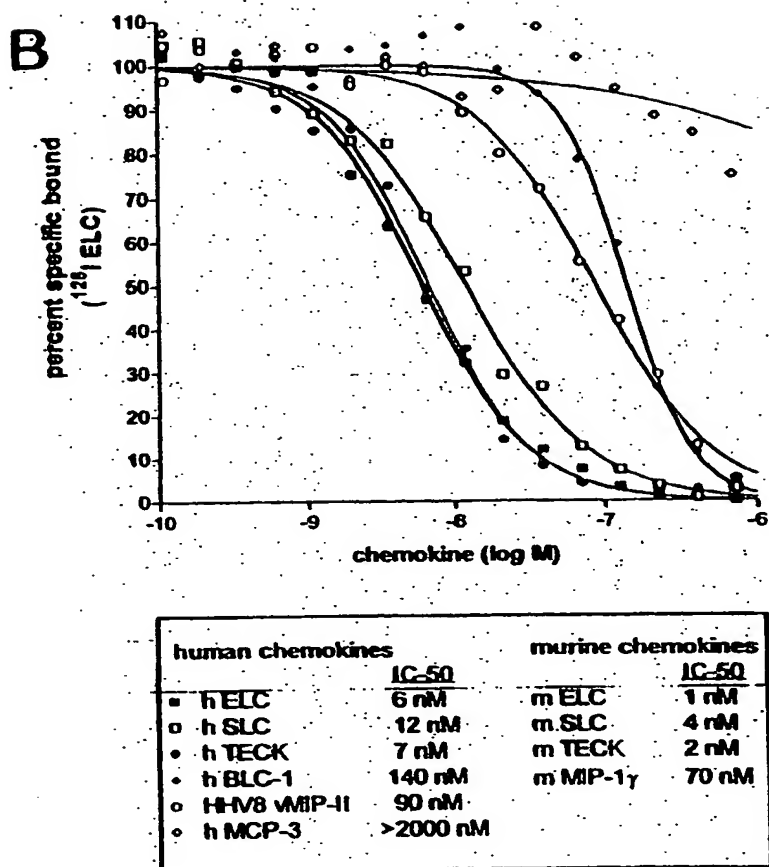 B
110
100
90
80
70
60
50
40
30
20
10
0
percent specific bound
(¹²⁵I ELC)
-10 -9 -8 -7 -6
chemokine (log M)
human chemokines murine chemokines
IC-50 IC-50
h ELC 6 nM m ELC 1 nM
h SLC 12 nM m SLC 4 nM
h TECK 7 nM m TECK 2 nM
h BLC-1 140 nM m MIP-1γ 70 nM
HHV8 vMIP-II 90 nM
h MCP-3 >2000 nM